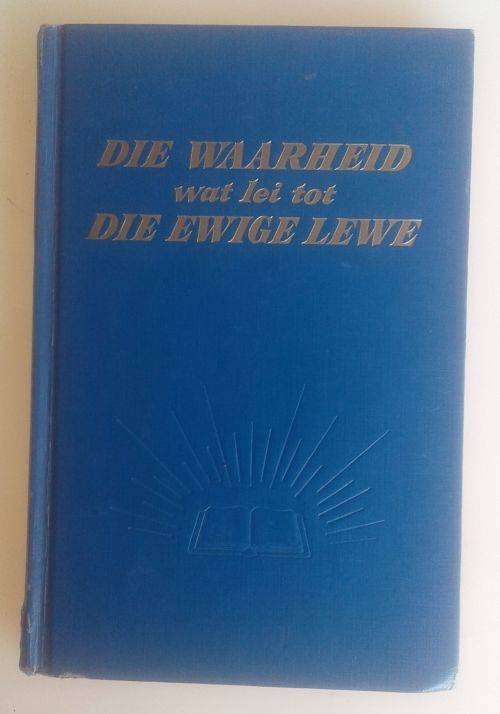 DIE WAARHEID
wat lei tot
DIE EWIGE LEWE